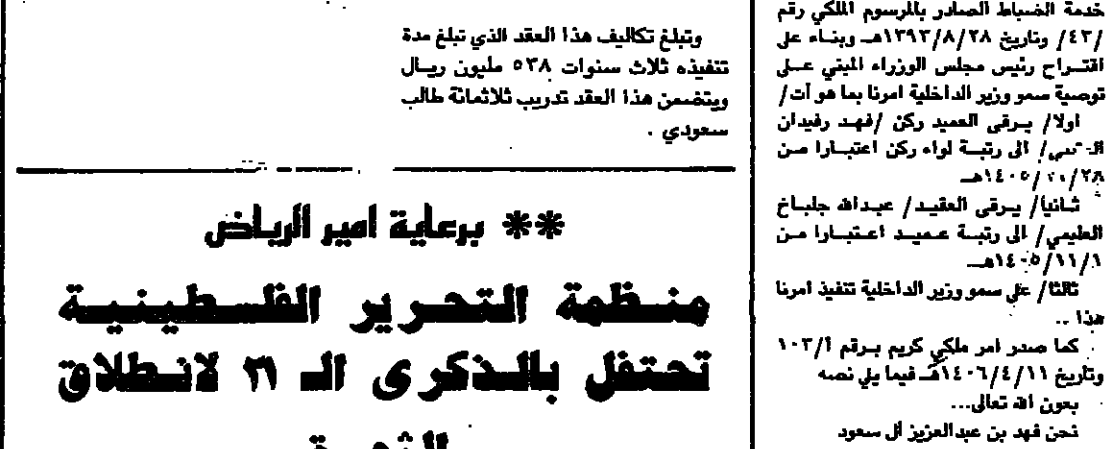 خدمة الضباط الصادر بالمرسوم الملكي رقم
/٤٣/ وتاريخ ١٣٩٣/٨/٢٨هـ وبناء على
اقتراح رئيس مجلس الوزراء المبني على
توصية سمو وزير الداخلية امرنا بما هو آت/
اولا/ يرقى العميد ركن /فهد رفيدان
الى رتبة لواء ركن اعتبارا من
ثانيا/ يرقى العقيد/ عبدالله جلباخ
العليمي/ الى رتبة عميد اعتبارا من
١٤٠٥/١١/١هـ
ثالثا/ على سمو وزير الداخلية تنفيذ امرنا
هذا ..
كما صدر امر ملكي كريم برقم أ/١٠٣
وتاريخ ١٤٠٦/٤/١١هـ فيما يلي نصه
بعون الله تعالى...
نحن فهد بن عبدالعزيز آل سعود
وتبلغ تكاليف هذا العقد الذي تبلغ مدة
تنفيذه ثلاث سنوات ٥٣٨ مليون ريال
ويتضمن هذا العقد تدريب ثلاثمائة طالب
سعودي .
** برعاية امير الرياض
منظمة التحرير الفلسطينية
تحتفل بالذكرى الـ ٢١ لانطلاق